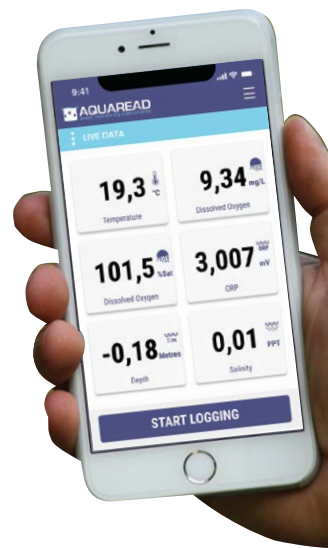 9:41
AQUAREAD
LIVE DATA
19,3 °C
Temperature
9,34 mg/L
Dissolved Oxygen
101,5 %Sat
Dissolved Oxygen
3,007 ORP mV
ORP
-0,18 Metres
Depth
0,01 PPT
Salinity
START LOGGING